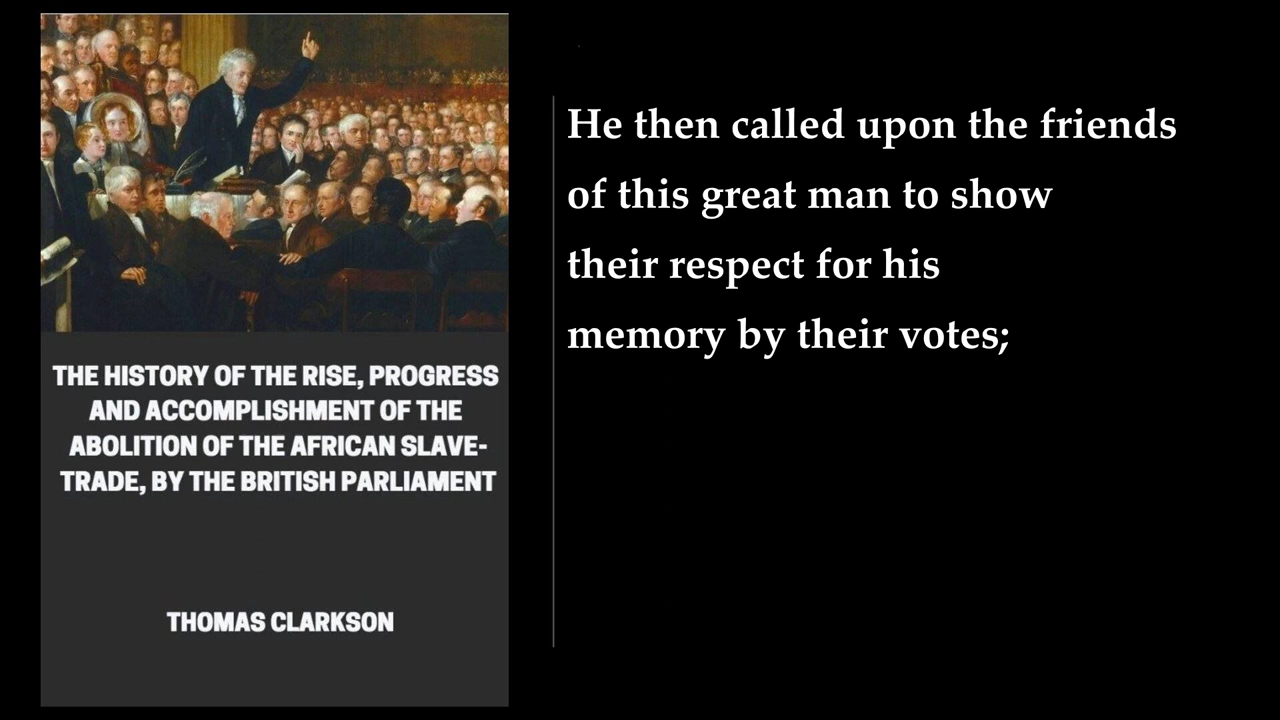 THE HISTORY OF THE RISE, PROGRESS
AND ACCOMPLISHMENT OF THE
ABOLITION OF THE AFRICAN SLAVE-
TRADE, BY THE BRITISH PARLIAMENT
THOMAS CLARKSON
He then called upon the friends
of this great man to show
their respect for his
memory by their votes;